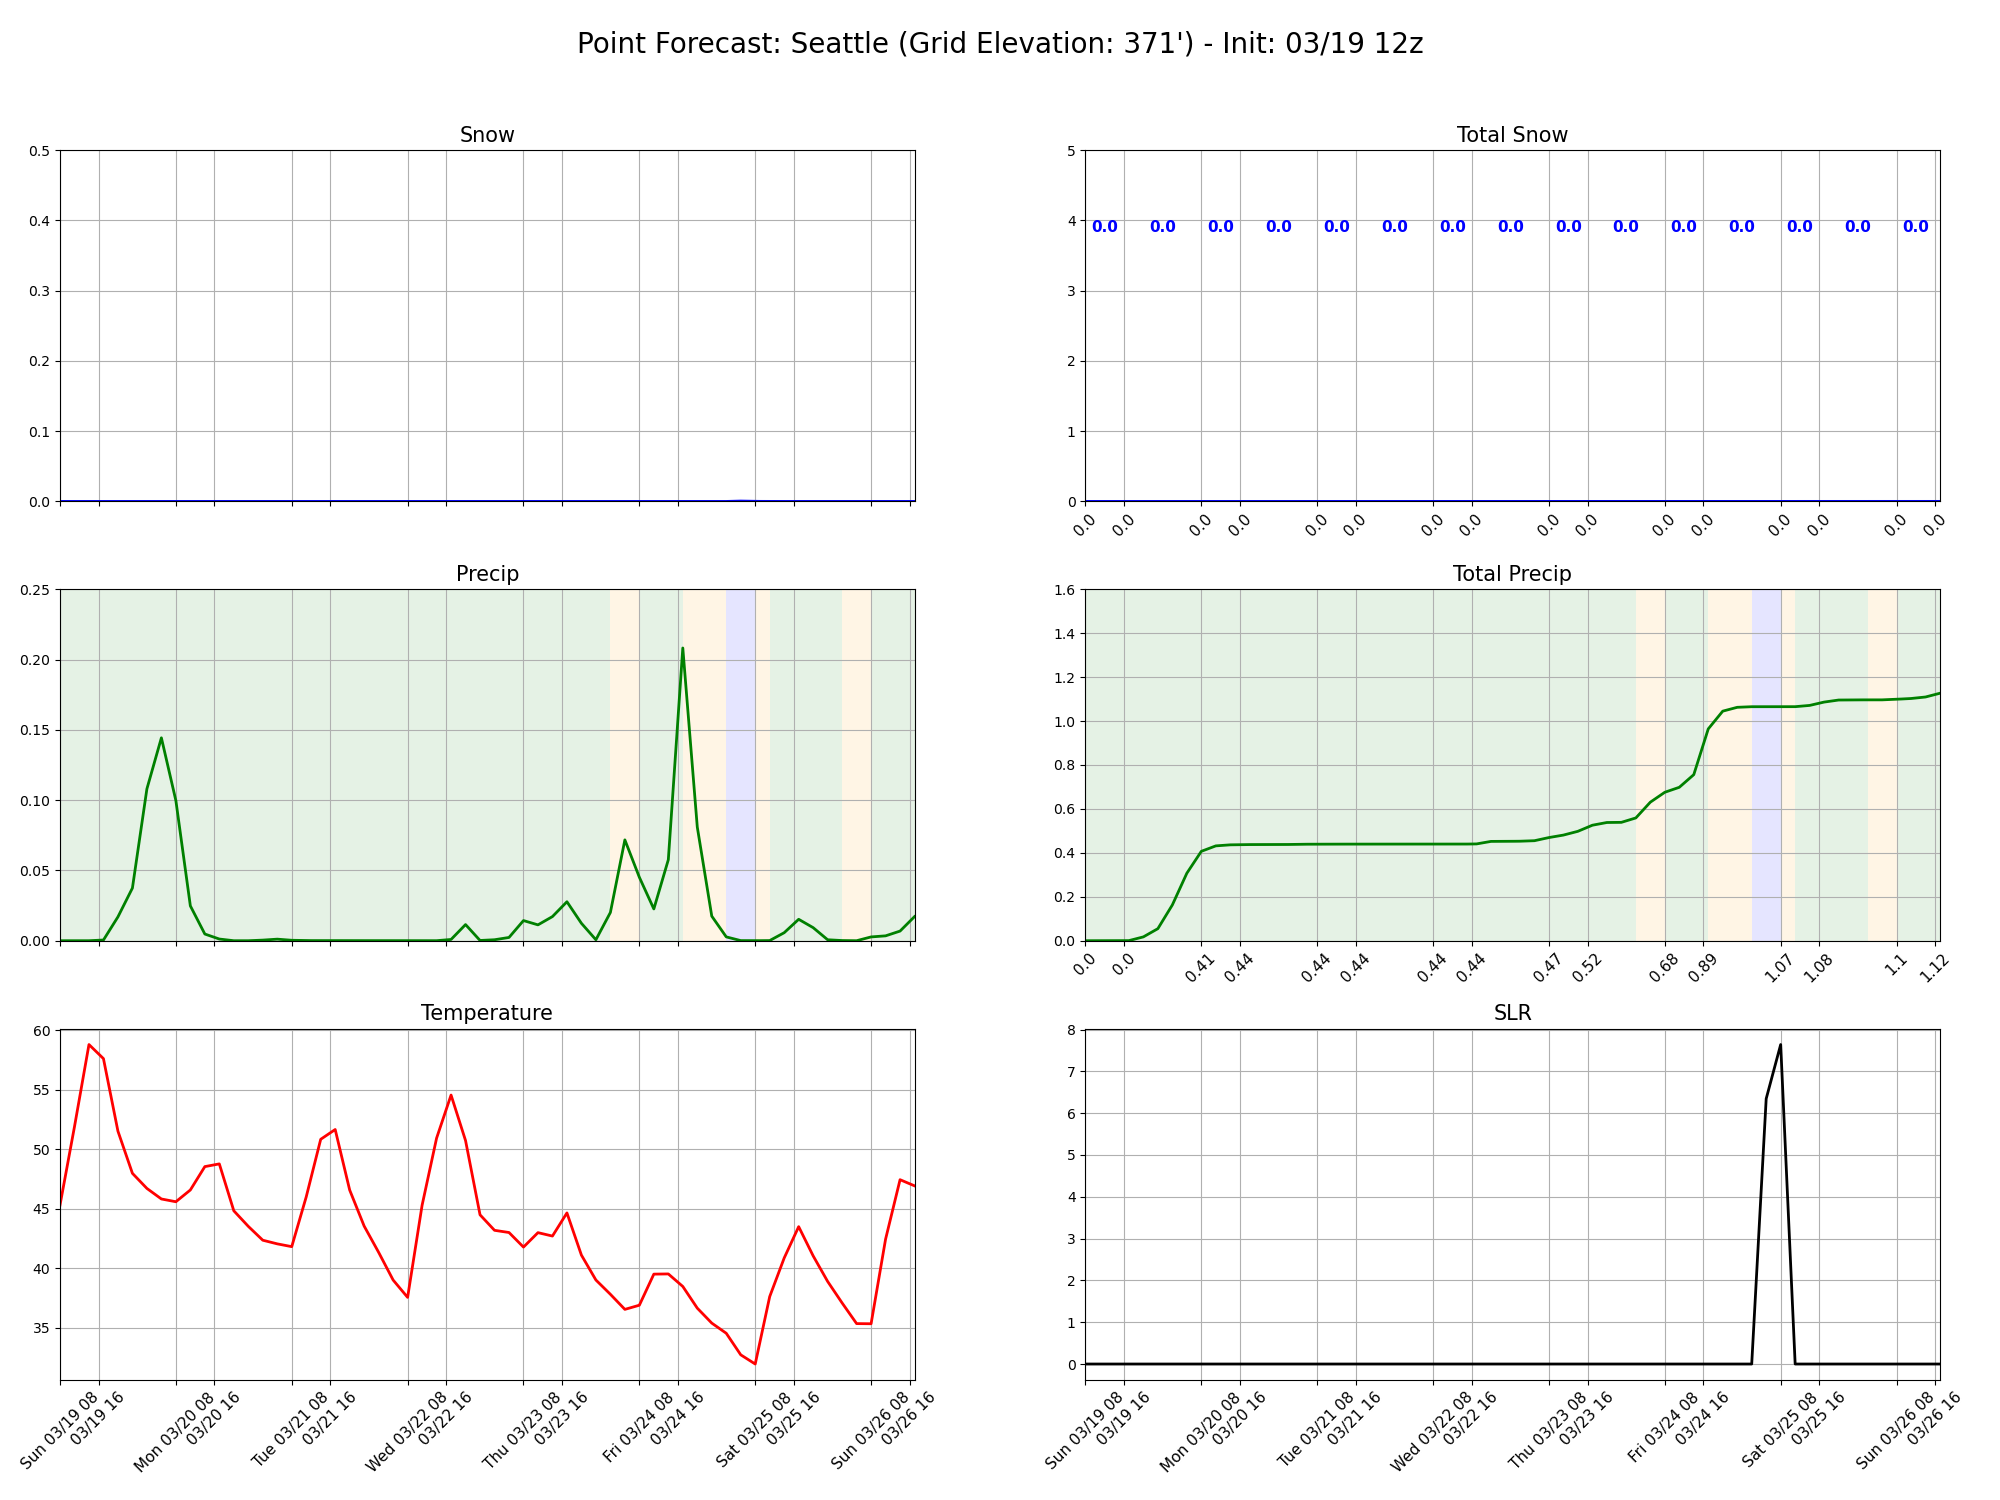 Point Forecast: Seattle (Grid Elevation: 371') - Init: 03/19 12z
Snow
0.5
0.4
0.3
0.2
0.1
0.0
Total Snow
5
4
3
2
1
0
0.0 0.0 0.0 0.0 0.0 0.0 0.0 0.0 0.0 0.0 0.0 0.0 0.0 0.0 0.0
0.0 0.0 0.0 0.0 0.0 0.0 0.0 0.0 0.0 0.0 0.0 0.0 0.0 0.0 0.0 0.0
Precip
0.25
0.20
0.15
0.10
0.05
0.00
Total Precip
1.6
1.4
1.2
1.0
0.8
0.6
0.4
0.2
0.0
0.0 0.0 0.41 0.44 0.44 0.44 0.44 0.44 0.47 0.52 0.68 0.89 1.07 1.08 1.1 1.12
Temperature
60
55
50
45
40
35
Sun 03/19 08
03/19 16
Mon 03/20 08
03/20 16
Tue 03/21 08
03/21 16
Wed 03/22 08
03/22 16
Thu 03/23 08
03/23 16
Fri 03/24 08
03/24 16
Sat 03/25 08
03/25 16
Sun 03/26 08
03/26 16
SLR
8
7
6
5
4
3
2
1
0
Sun 03/19 08
03/19 16
Mon 03/20 08
03/20 16
Tue 03/21 08
03/21 16
Wed 03/22 08
03/22 16
Thu 03/23 08
03/23 16
Fri 03/24 08
03/24 16
Sat 03/25 08
03/25 16
Sun 03/26 08
03/26 16